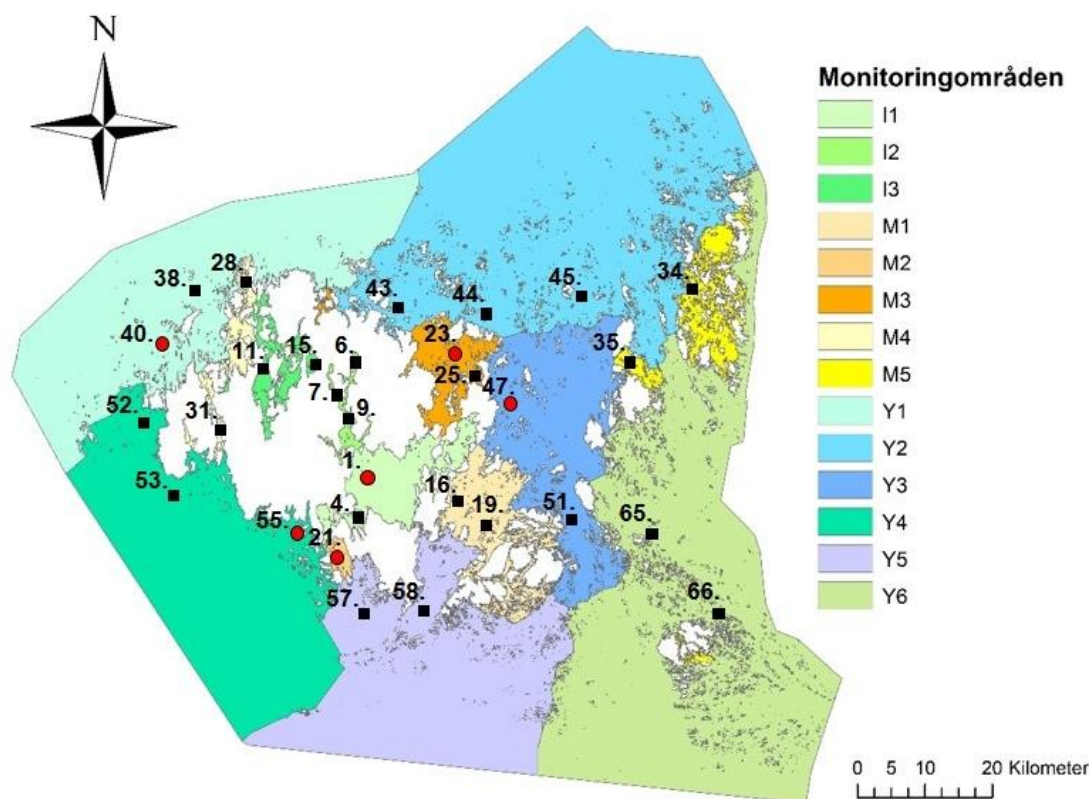 N
Monitoringområden
I1
I2
I3
M1
M2
M3
M4
M5
Y1
Y2
Y3
Y4
Y5
Y6
28.
38.
34.
45.
43.
44.
40.
23.
15.
6.
35.
11.
25.
7.
47.
52.
9.
31.
1.
53.
16.
4.
19.
51.
55.
65.
21.
57.
58.
66.
0 5 10 20 Kilometer